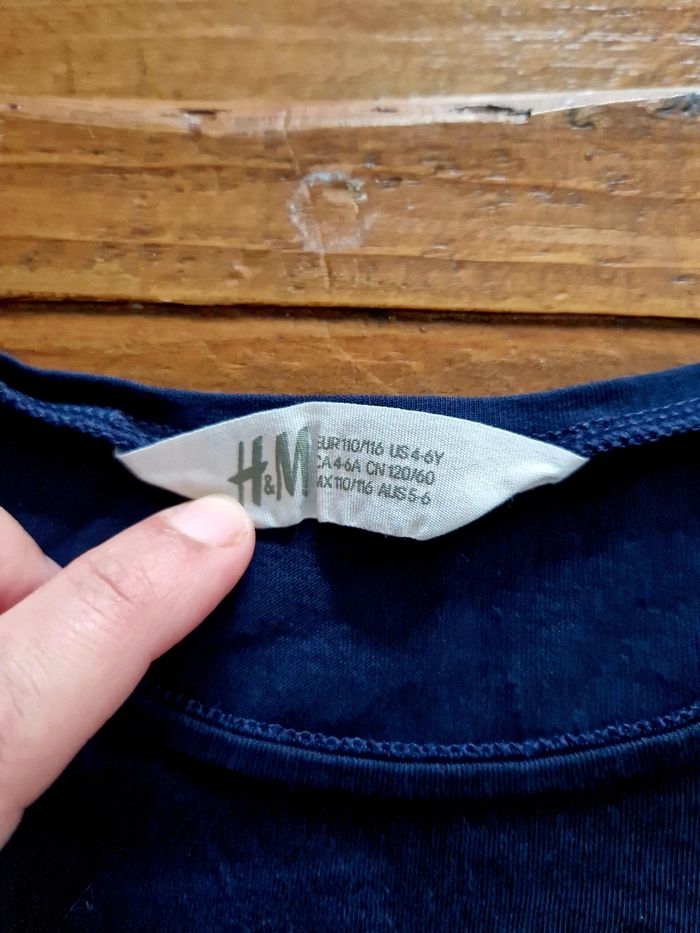 H&M
EUR 110/116 US 4-6Y
CA 4-6A CN 120/60
MX 110/116 AUS 5-6